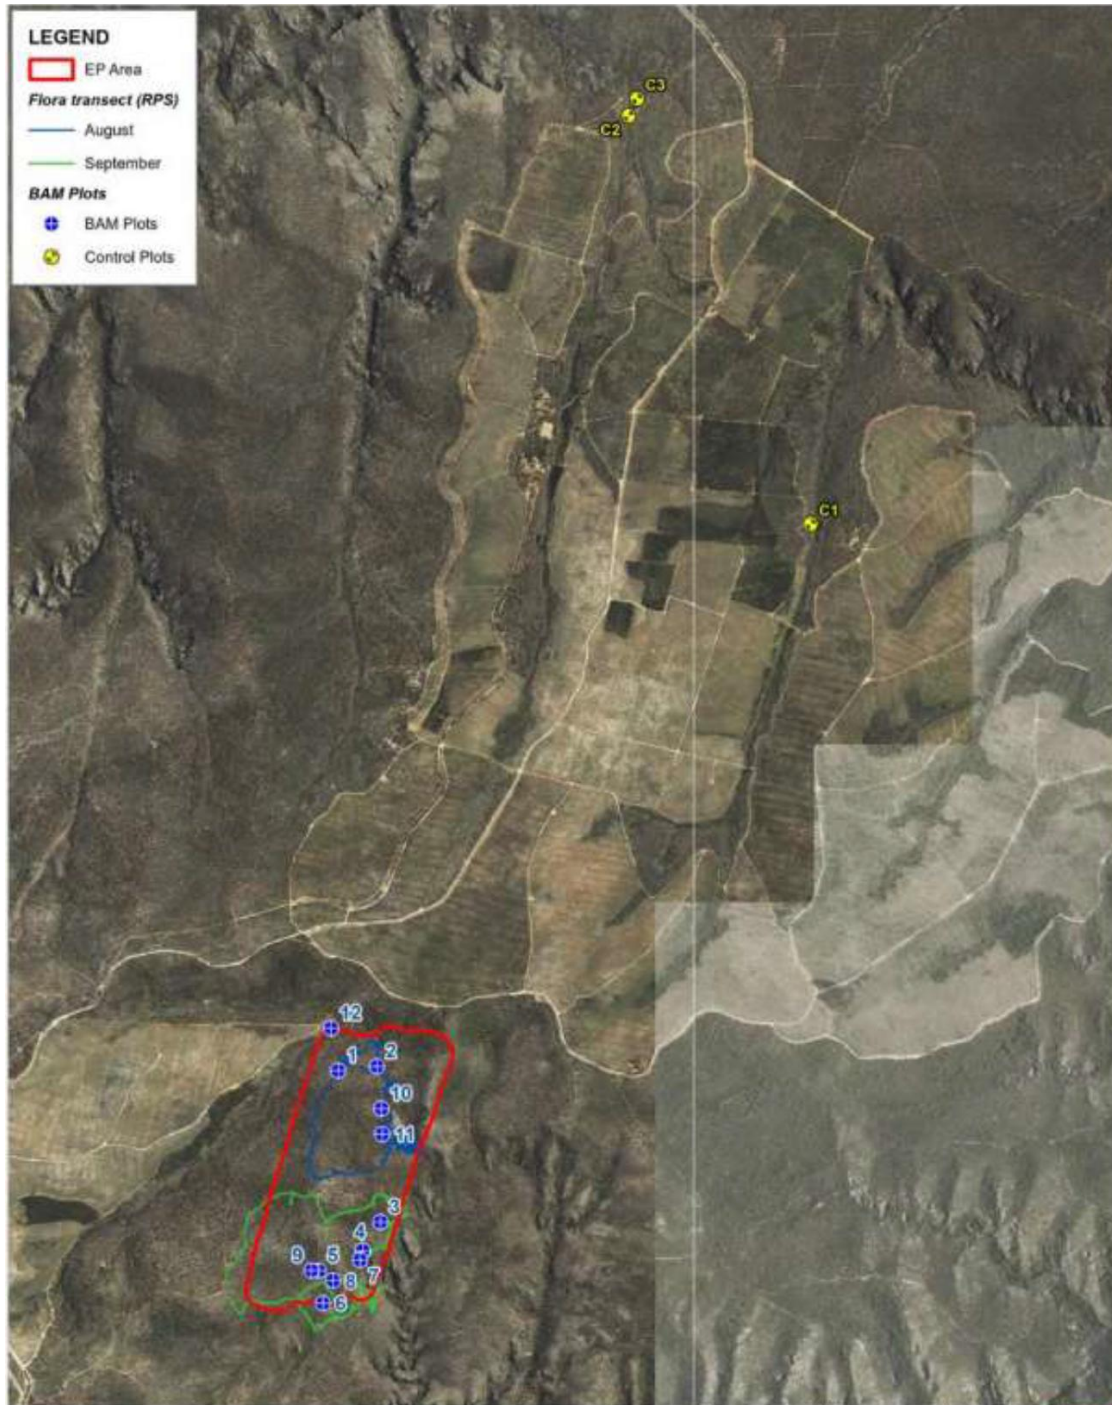 LEGEND
EP Area
Flora transect (RPS)
August
September
BAM Plots
BAM Plots
Control Plots
C3
C2
C1
12
1
2
10
11
3
4
9
5
7
8
6